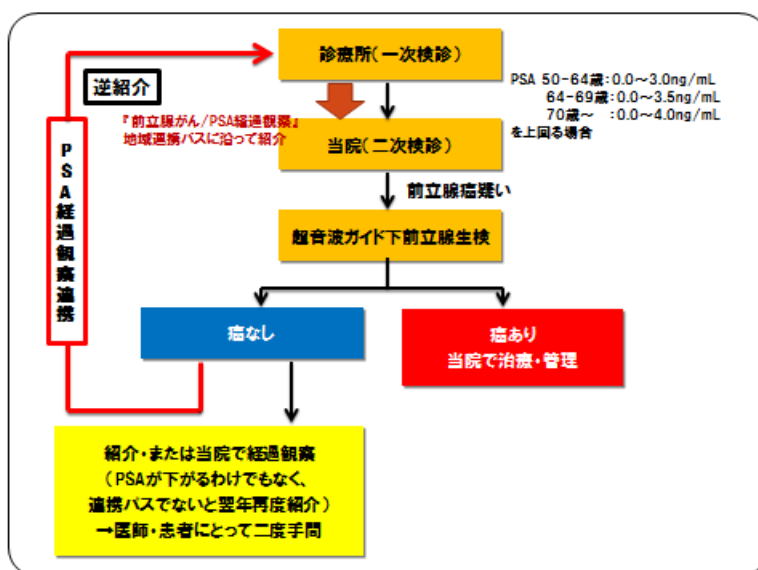 診療所(一次検診)
PSA 50-64歳:0.0～3.0ng/mL
64-69歳:0.0～3.5ng/mL
70歳～ :0.0～4.0ng/mL
を上回る場合
逆紹介
『前立腺がん/PSA経過観察』
地域連携パスに沿って紹介
当院(二次検診)
前立腺癌疑い
PSA経過観察連携
超音波ガイド下前立腺生検
癌なし
癌あり
当院で治療・管理
紹介・または当院で経過観察
(PSAが下がるわけでもなく、
連携パスでないと翌年再度紹介)
→医師・患者にとって二度手間